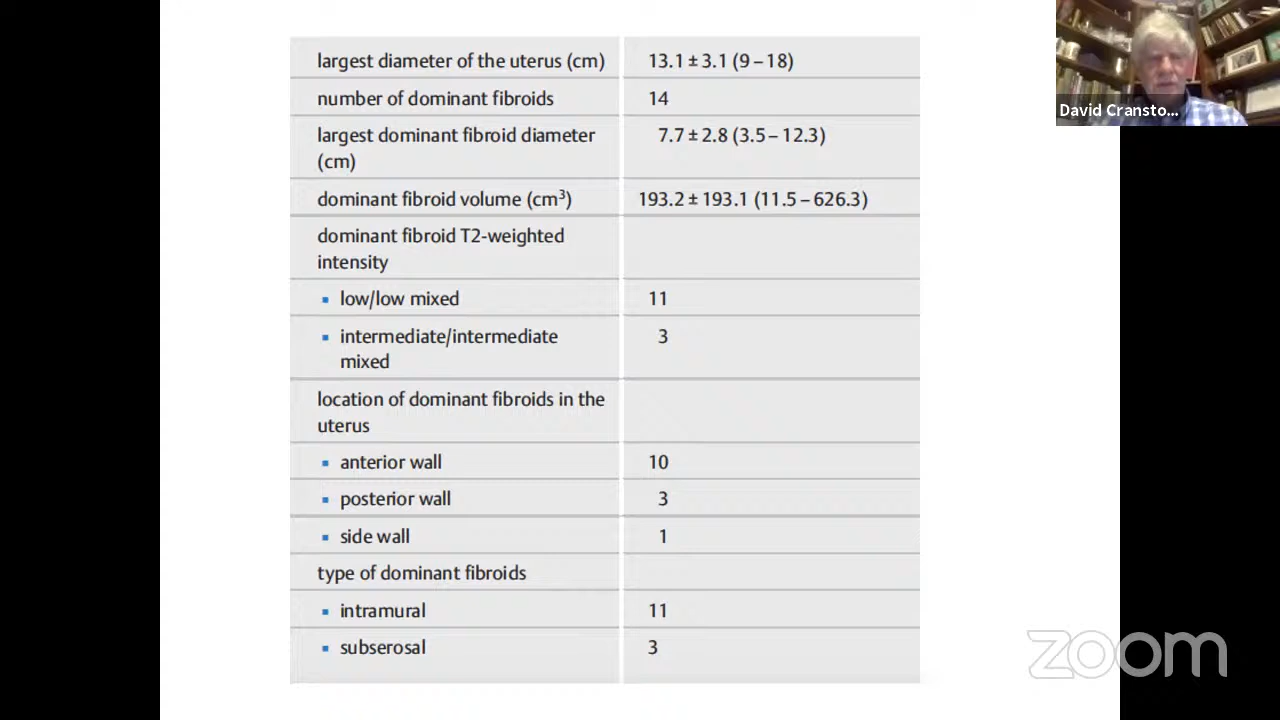 largest diameter of the uterus (cm) 13.1 ± 3.1 (9 – 18)
number of dominant fibroids 14
largest dominant fibroid diameter 7.7 ± 2.8 (3.5 – 12.3)
(cm)
dominant fibroid volume (cm³) 193.2 ± 193.1 (11.5 – 626.3)
dominant fibroid T2-weighted
intensity
▪ low/low mixed 11
▪ intermediate/intermediate 3
mixed
location of dominant fibroids in the
uterus
▪ anterior wall 10
▪ posterior wall 3
▪ side wall 1
type of dominant fibroids
▪ intramural 11
▪ subserosal 3
David Cransto...
zoom